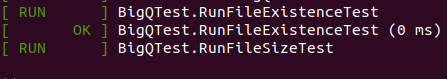 [ RUN      ] BigQTest.RunFileExistenceTest
[       OK ] BigQTest.RunFileExistenceTest (0 ms)
[ RUN      ] BigQTest.RunFileSizeTest